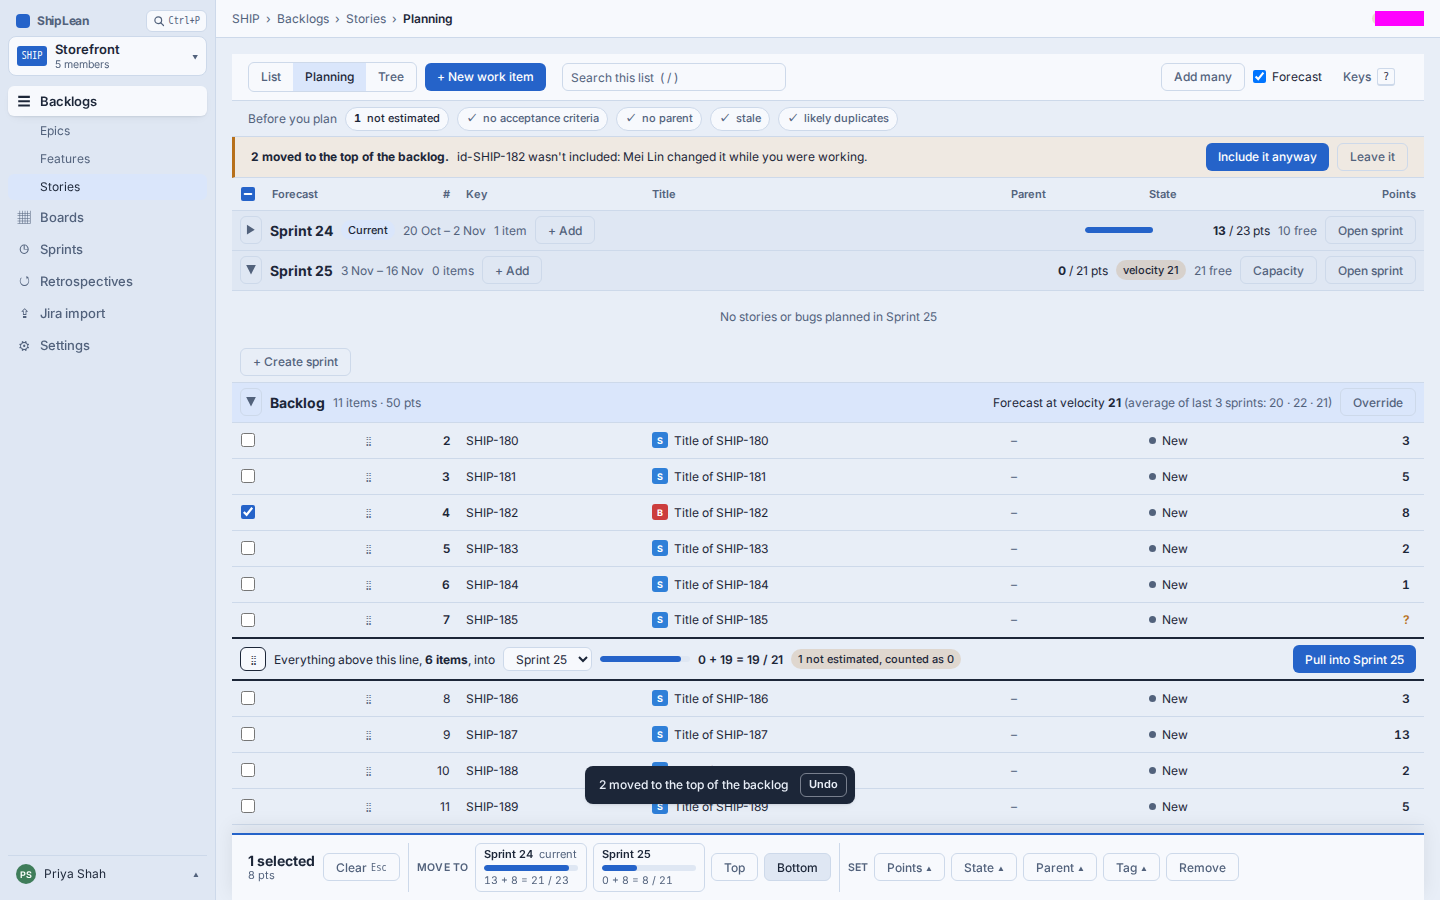 ShipLean Ctrl+P
SHIP Storefront
5 members
▾
Backlogs
Epics
Features
Stories
Boards
Sprints
Retrospectives
Jira import
Settings
PS Priya Shah
SHIP › Backlogs › Stories › Planning
List Planning Tree + New work item Search this list ( / ) Add many Forecast Keys ?
Before you plan 1 not estimated ✓ no acceptance criteria ✓ no parent ✓ stale ✓ likely duplicates
2 moved to the top of the backlog. id-SHIP-182 wasn't included: Mei Lin changed it while you were working. Include it anyway Leave it
Forecast # Key Title Parent State Points
Sprint 24 Current 20 Oct – 2 Nov 1 item + Add 13 / 23 pts 10 free Open sprint
Sprint 25 3 Nov – 16 Nov 0 items + Add 0 / 21 pts velocity 21 21 free Capacity Open sprint
No stories or bugs planned in Sprint 25
+ Create sprint
Backlog 11 items · 50 pts Forecast at velocity 21 (average of last 3 sprints: 20 · 22 · 21) Override
2 SHIP-180 S Title of SHIP-180 – New 3
3 SHIP-181 S Title of SHIP-181 – New 5
4 SHIP-182 B Title of SHIP-182 – New 8
5 SHIP-183 S Title of SHIP-183 – New 2
6 SHIP-184 S Title of SHIP-184 – New 1
7 SHIP-185 S Title of SHIP-185 – New ?
Everything above this line, 6 items, into Sprint 25 0 + 19 = 19 / 21 1 not estimated, counted as 0 Pull into Sprint 25
8 SHIP-186 S Title of SHIP-186 – New 3
9 SHIP-187 S Title of SHIP-187 – New 13
10 SHIP-188 – New 2
2 moved to the top of the backlog Undo
11 SHIP-189 S Title of SHIP-189 – New 5
1 selected
8 pts
Clear Esc
MOVE TO
Sprint 24 current
13 + 8 = 21 / 23
Sprint 25
0 + 8 = 8 / 21
Top Bottom SET Points ▴ State ▴ Parent ▴ Tag ▴ Remove